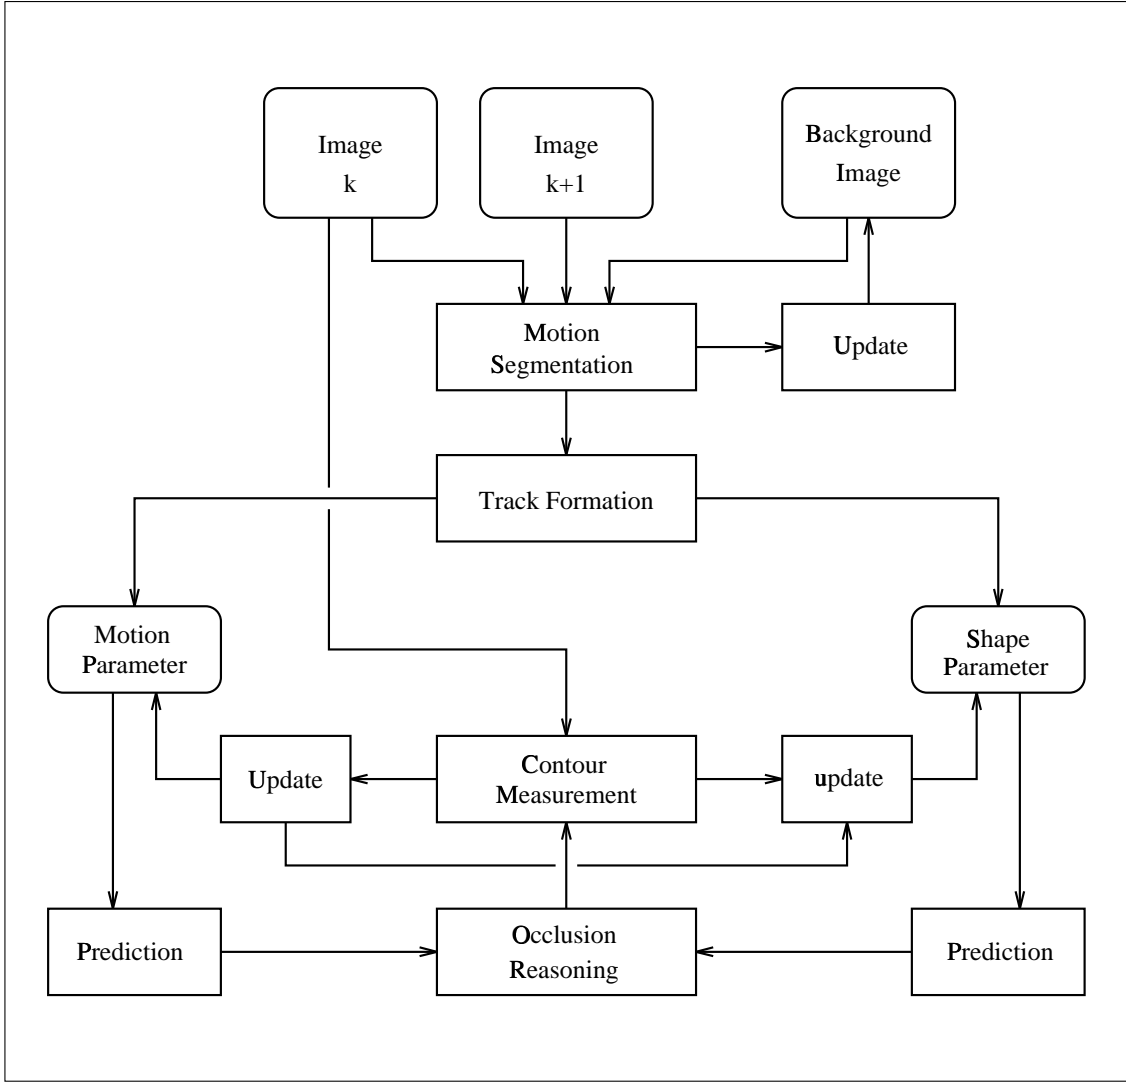 Image
k
Image
k+1
Background
Image
Motion
Segmentation
Update
Track Formation
Motion
Parameter
Shape
Parameter
Update
Contour
Measurement
update
Prediction
Occlusion
Reasoning
Prediction